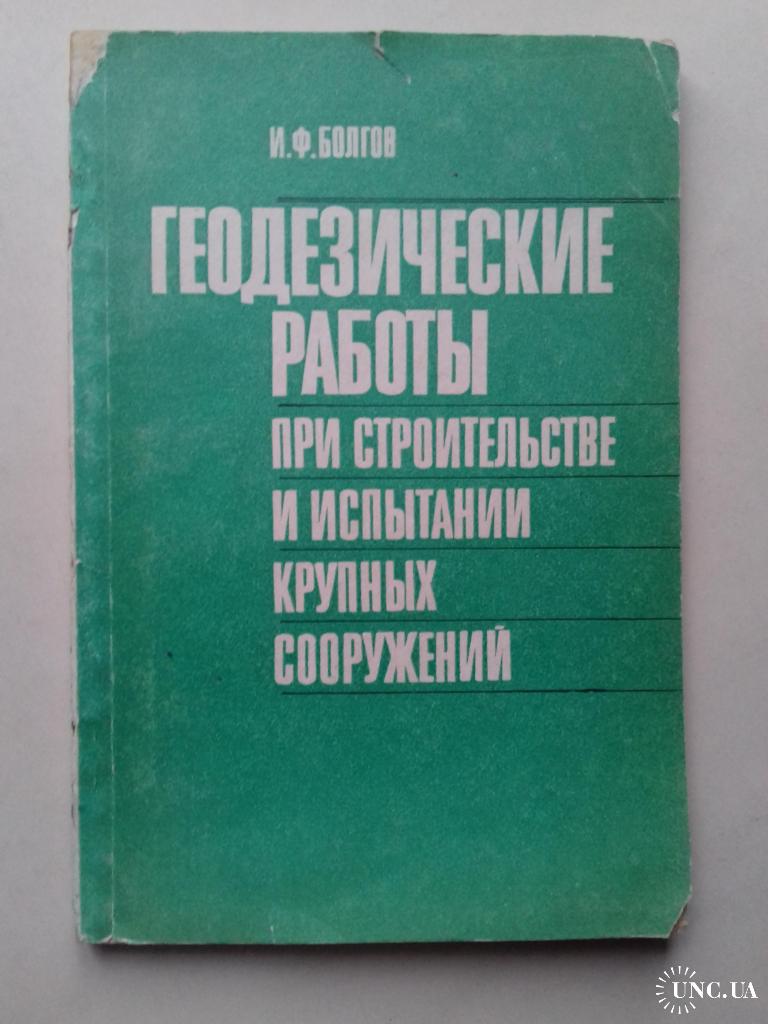 И.Ф.БОЛГОВ
ГЕОДЕЗИЧЕСКИЕ
РАБОТЫ
ПРИ СТРОИТЕЛЬСТВЕ
И ИСПЫТАНИИ
КРУПНЫХ
СООРУЖЕНИЙ
UNC.UA